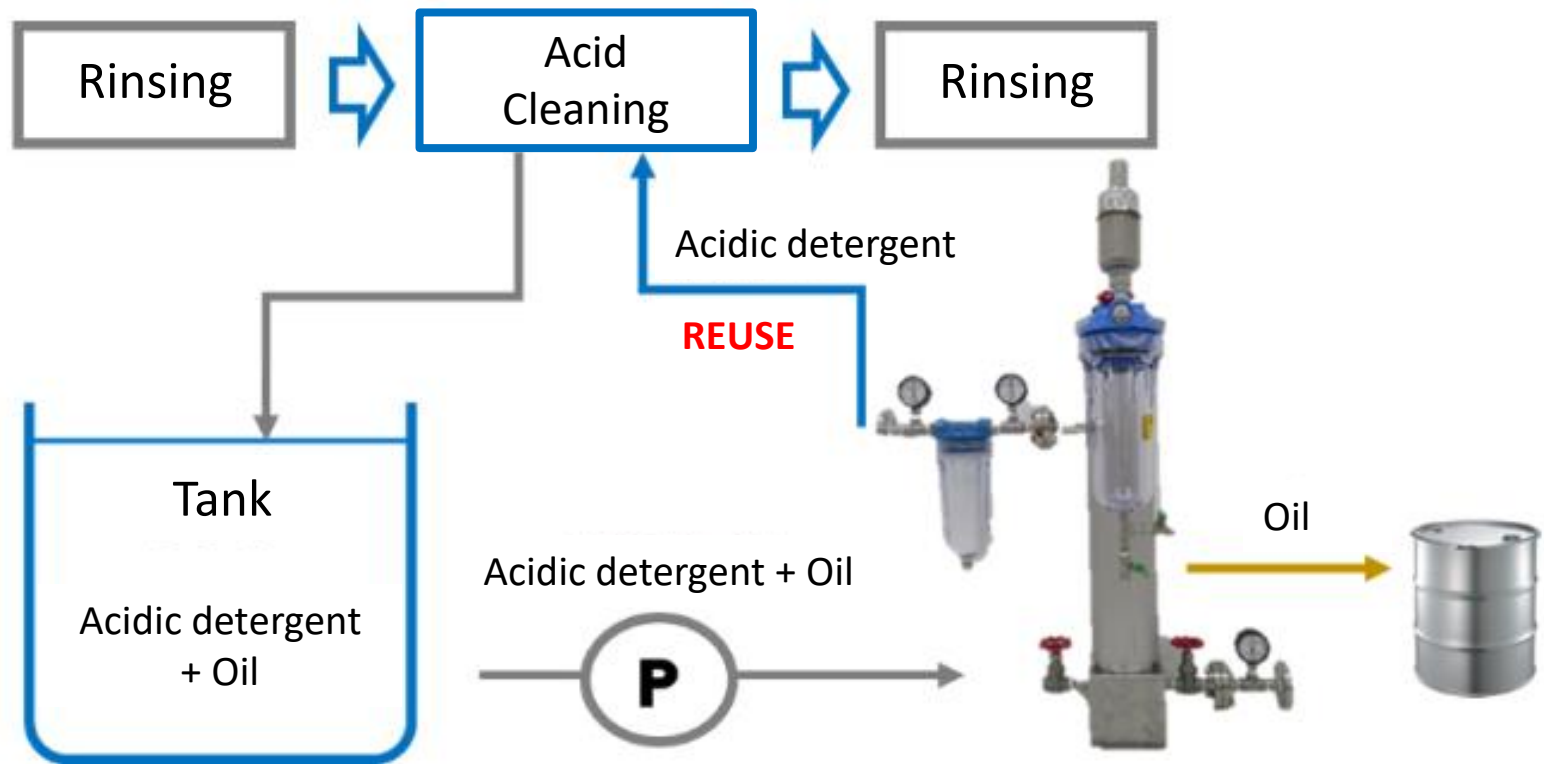 Rinsing
Acid
Cleaning
Rinsing
Acidic detergent
REUSE
Tank
Acidic detergent
+ Oil
Acidic detergent + Oil
P
Oil